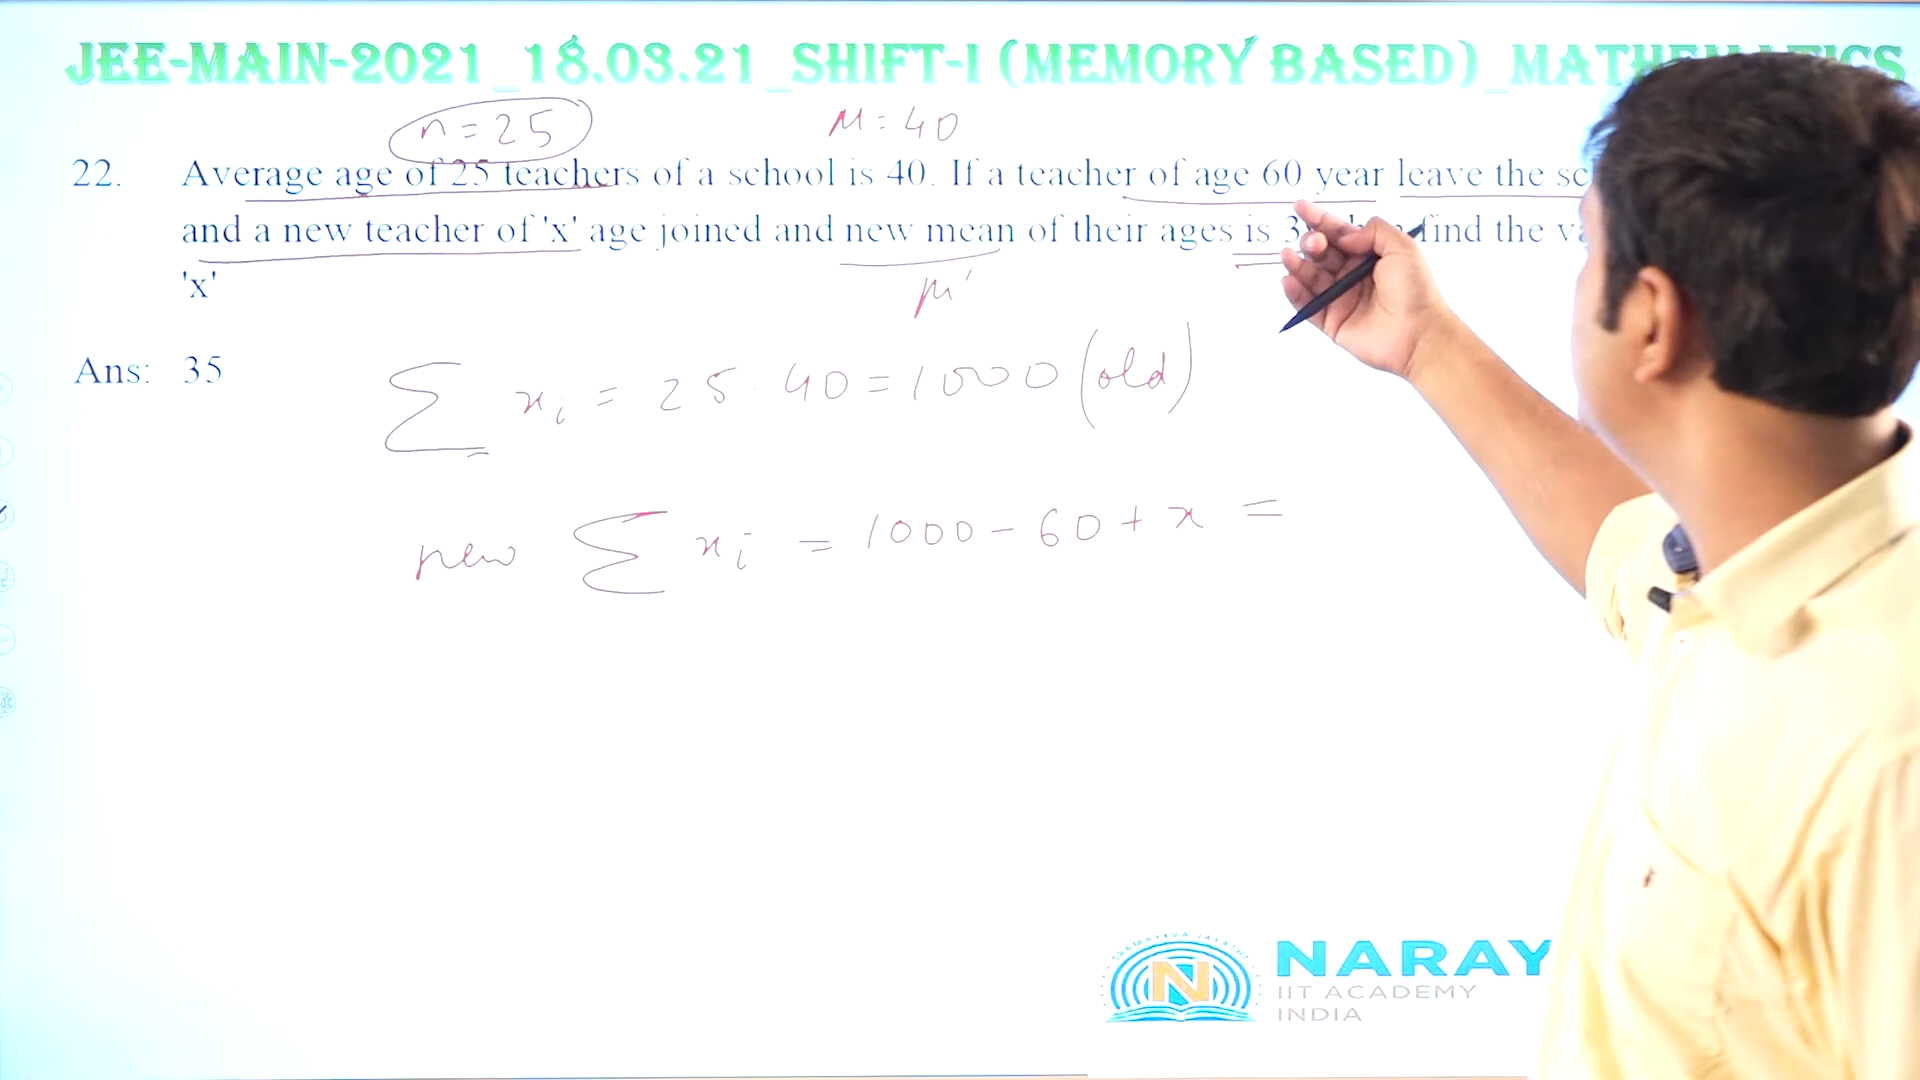 JEE-MAIN-2021_18.03.21_SHIFT-I (MEMORY BASED)_MATHEMATICS
n=25 M=40
22. Average age of 25 teachers of a school is 40. If a teacher of age 60 year leave the
and a new teacher of 'x' age joined and new mean of their ages is find the
'x'
μ'
Ans: 35
∑ xi = 25.40=1000 (old)
new ∑ xi = 1000-60+x =
N
NARAY
IIT ACADEMY
INDIA